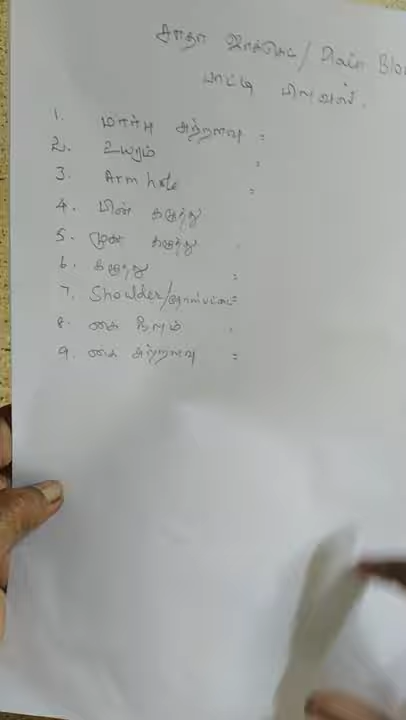 சாதா ஜாக்கெட் / Plain Blo
பாட்டி பிளவுஸ்.
1. மார்பு சுற்றளவு :
2. உயரம் :
3. Arm hole :
4. பின் கழுத்து
5. முன் கழுத்து :
6. கழுத்து :
7. Shoulder/சோல்பட்டை =
8. கை நீளம் :
9. கை சுற்றளவு =